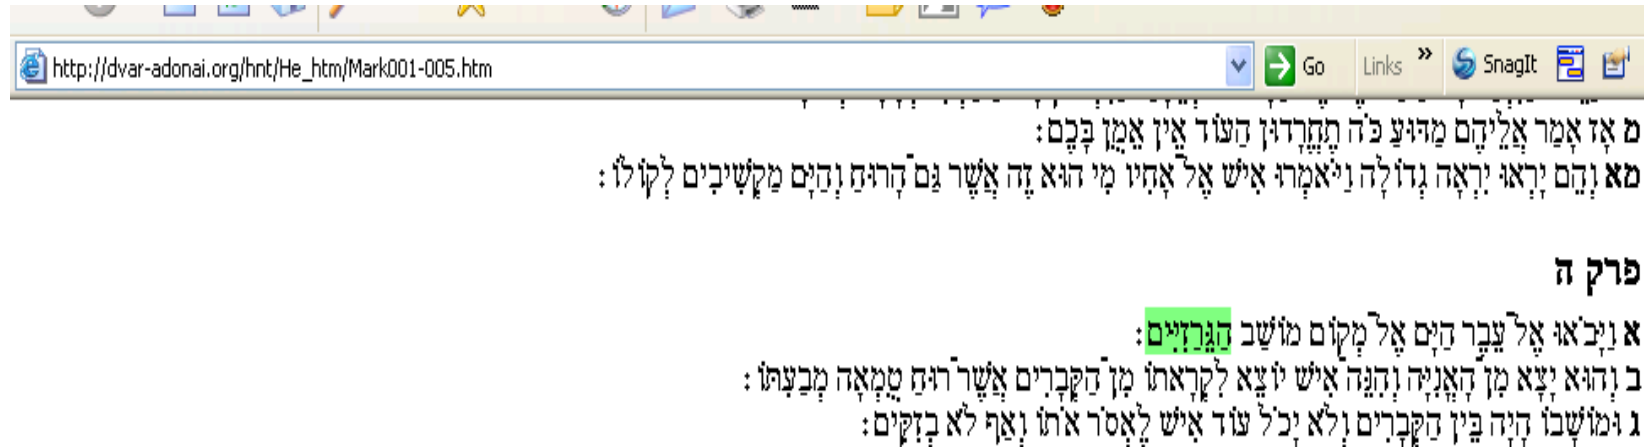 http://dvar-adonai.org/hnt/He_htm/Mark001-005.htm Go Links » SnagIt
מ אָז אָמַר אֲלֵיהֶם מַדּוּעַ כֹּה תֶחֱרָדוּן הַעוֹד אֵין אֵמֻן בָּכֶם:
מא וְהֵם יָרְאוּ יִרְאָה גְדוֹלָה וַיֹּאמְרוּ אִישׁ אֶל־אָחִיו מִי הוּא זֶה אֲשֶׁר גַּם־הָרוּחַ וְהַיָּם מַקְשִׁיבִים לְקוֹלוֹ:
פרק ה
א וַיָּבֹאוּ אֶל־עֵבֶר הַיָּם אֶל־מְקוֹם מוֹשַׁב הַגֵּרַזִיִּים:
ב וְהוּא יָצָא מִן־הָאֳנִיָּה וְהִנֵּה־אִישׁ יוֹצֵא לִקְרָאתוֹ מִן־הַקְּבָרִים אֲשֶׁר־רוּחַ טֻמְאָה מְבַעִתּוֹ:
ג וּמוֹשָׁבוֹ הָיָה בֵּין הַקְּבָרִים וְלֹא יָכֹל עוֹד אִישׁ לֶאְסֹר אֹתוֹ וְאַף לֹא בְזִקִּים: